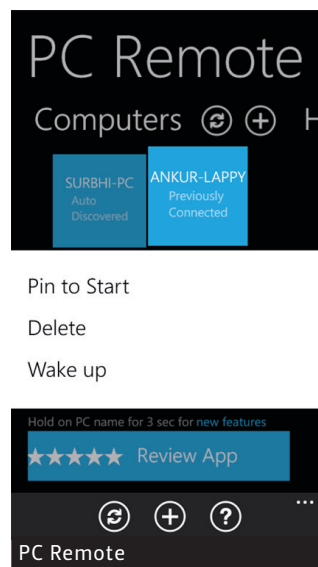 PC Remote
Computers H
SURBHI-PC
Auto
Discovered
ANKUR-LAPPY
Previously
Connected
Pin to Start
Delete
Wake up
Hold on PC name for 3 sec for new features
Review App
PC Remote